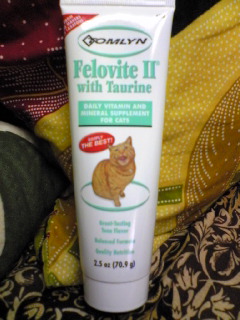 TOMLYN
Felovite II®
with Taurine
DAILY VITAMIN AND
MINERAL SUPPLEMENT
FOR CATS
SIMPLY
THE BEST!
Great-Tasting
Tuna Flavor
Balanced Formula
Quality Nutrition
2.5 oz (70.9 g)